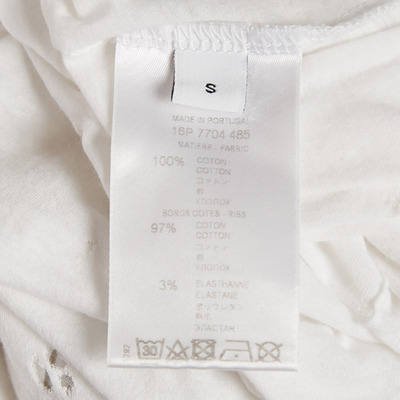 S
MADE IN PORTUGAL
16P 7704 485
MATIERE - FABRIC
100% COTON
COTTON
コットン
棉
ХЛОПОК
BORDS COTES - RIBS
97% COTON
COTTON
コットン
棉
ХЛОПОК
3% ELASTHANNE
ELASTANE
ポリウレタン
ЭЛАСТАН
30